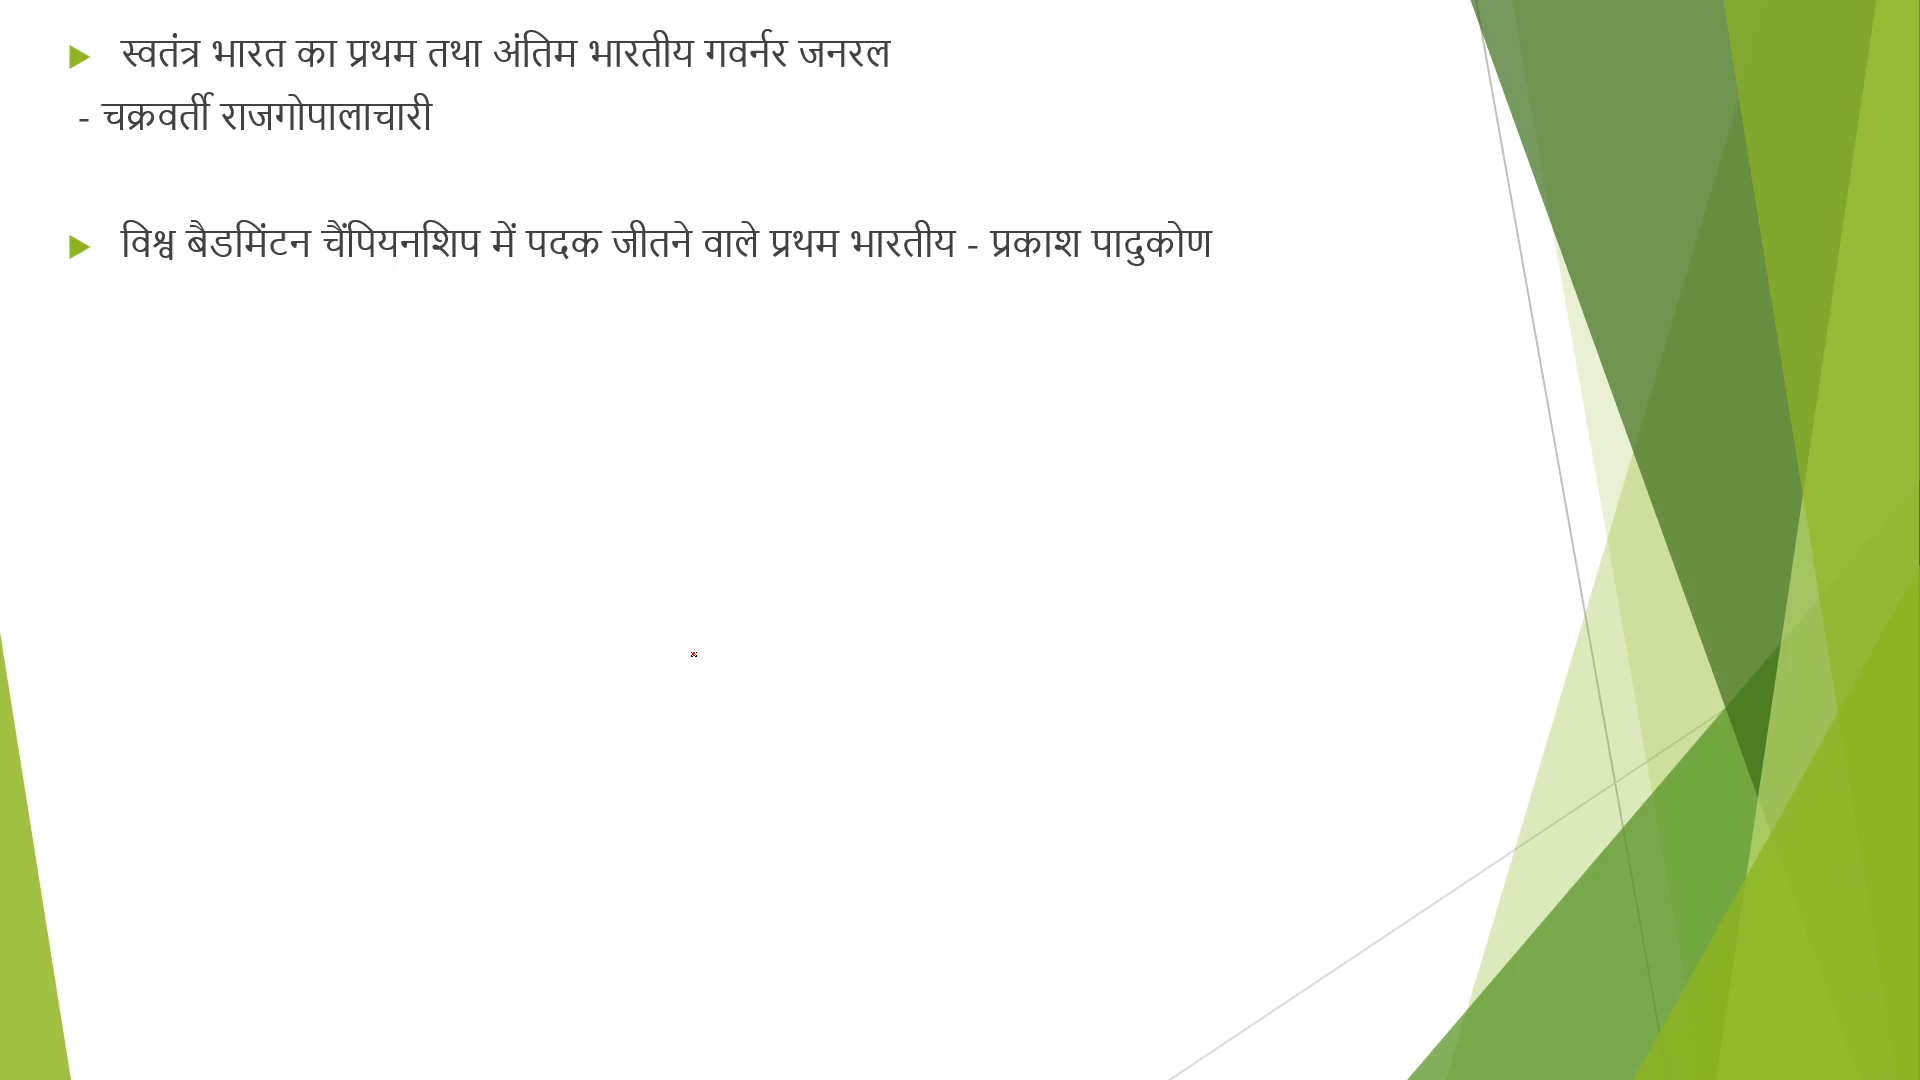 स्वतंत्र भारत का प्रथम तथा अंतिम भारतीय गवर्नर जनरल
- चक्रवर्ती राजगोपालाचारी
विश्व बैडमिंटन चैंपियनशिप में पदक जीतने वाले प्रथम भारतीय - प्रकाश पादुकोण